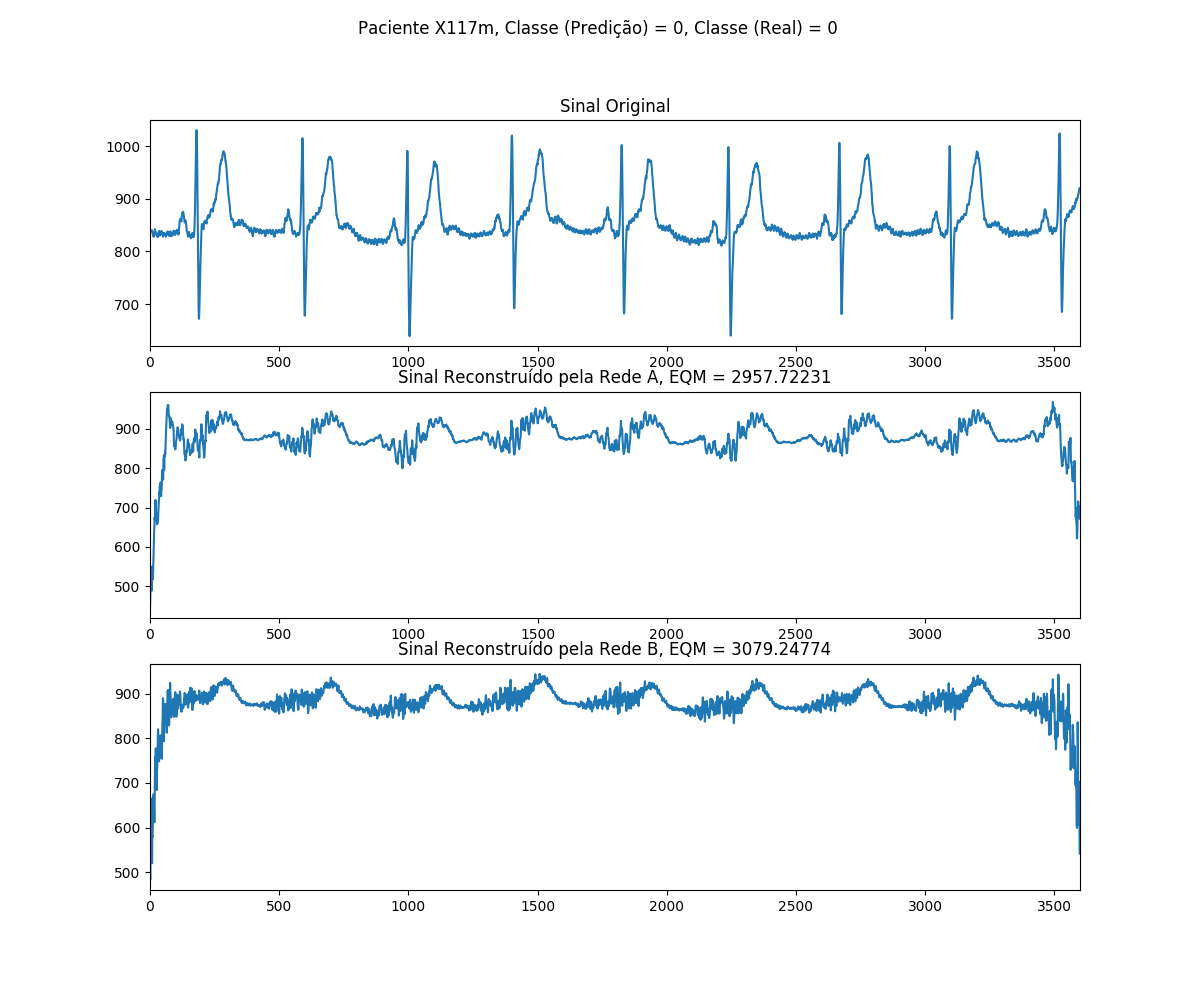 Paciente X117m, Classe (Predição) = 0, Classe (Real) = 0
Sinal Original
1000
900
800
700
0 500 1000 1500 2000 2500 3000 3500
Sinal Reconstruído pela Rede A, EQM = 2957.72231
900
800
700
600
500
0 500 1000 1500 2000 2500 3000 3500
Sinal Reconstruído pela Rede B, EQM = 3079.24774
900
800
700
600
500
0 500 1000 1500 2000 2500 3000 3500